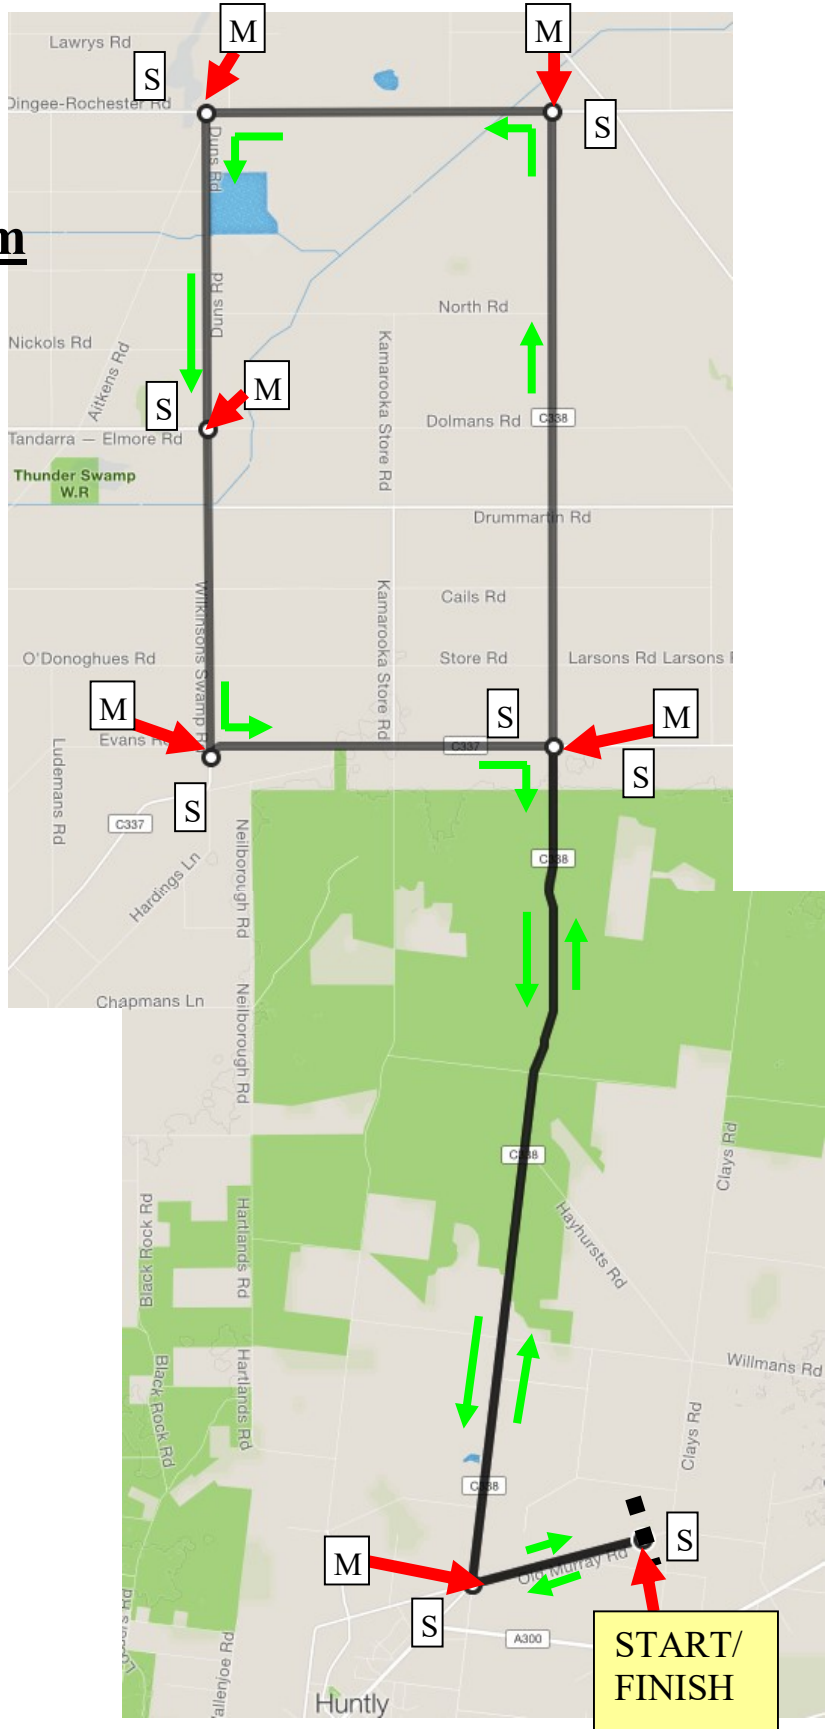 M
M
Lawrys Rd
S
Dingee-Rochester Rd
S
Duns Rd
m
Duns Rd
North Rd
Nickols Rd
Aitkens Rd
Kamarooka Store Rd
M
S
Dolmans Rd
C338
Tandarra — Elmore Rd
Thunder Swamp
W.R
Drummartin Rd
Wilkinsons Swamp Rd
Kamarooka Store Rd
Cails Rd
O'Donoghues Rd
Store Rd
Larsons Rd Larsons
M
S
M
Evans Rd
C337
Ludemans Rd
S
S
C337
Neilborough Rd
C338
Hardings Ln
Chapmans Ln
Neilborough Rd
C338
Clays Rd
Black Rock Rd
Hartlands Rd
Hayhursts Rd
Black Rock Rd
Hartlands Rd
Willmans Rd
Clays Rd
C338
S
M
Old Murray Rd
S
A300
START/
FINISH
Huntly